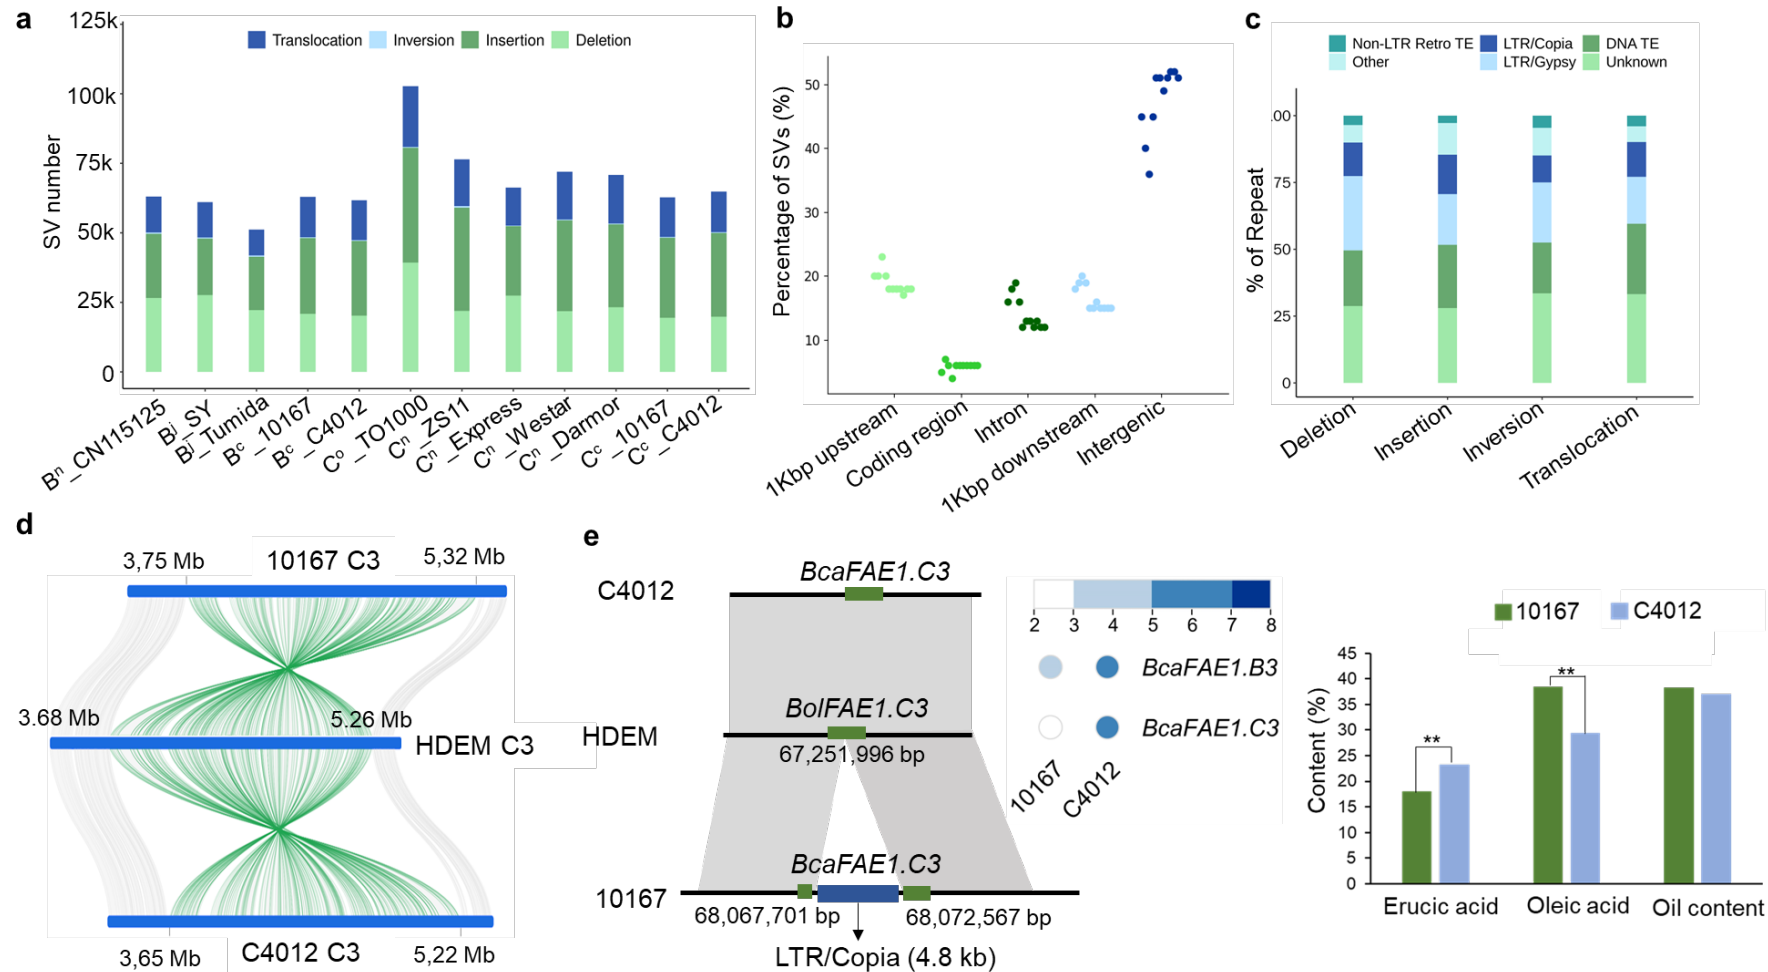 a
125k
100k
75k
50k
25k
0
SV number
Translocation
Inversion
Insertion
Deletion
Bⁿ_CN115125
Bʲ_SY
Bʲ_Tumida
Bᶜ_10167
Bᶜ_C4012
Cᵒ_TO1000
Cⁿ_ZS11
Cⁿ_Express
Cⁿ_Westar
Cⁿ_Darmor
Cᶜ_10167
Cᶜ_C4012
b
50
40
30
20
10
Percentage of SVs (%)
1Kbp upstream
Coding region
Intron
1Kbp downstream
Intergenic
c
Non-LTR Retro TE
LTR/Copia
DNA TE
Other
LTR/Gypsy
Unknown
.00
75
50
25
0
% of Repeat
Deletion
Insertion
Inversion
Translocation
d
3,75 Mb
10167 C3
5,32 Mb
3.68 Mb
5.26 Mb
HDEM C3
3,65 Mb
C4012 C3
5,22 Mb
e
BcaFAE1.C3
C4012
BolFAE1.C3
HDEM
67,251,996 bp
BcaFAE1.C3
10167
68,067,701 bp
68,072,567 bp
LTR/Copia (4.8 kb)
2 3 4 5 6 7 8
BcaFAE1.B3
BcaFAE1.C3
10167
C4012
10167
C4012
45
40
35
30
25
20
15
10
5
0
Content (%)
**
**
Erucic acid
Oleic acid
Oil content